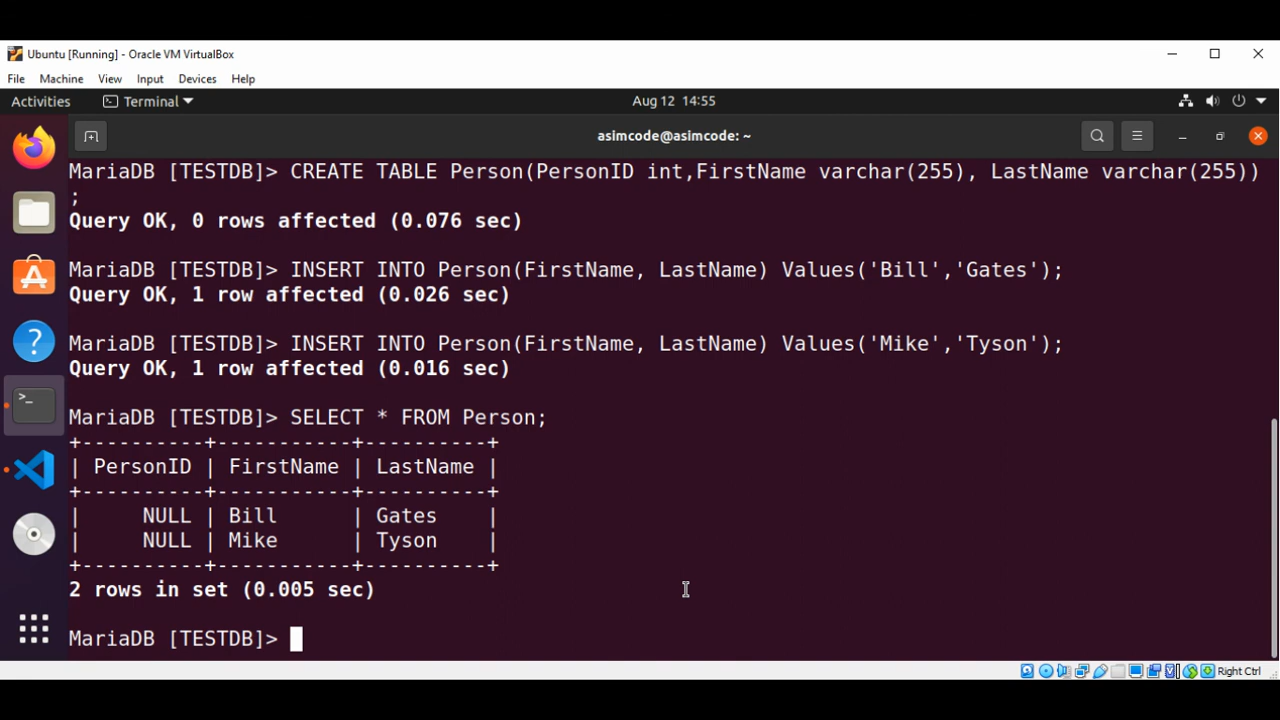 Ubuntu [Running] - Oracle VM VirtualBox
File Machine View Input Devices Help
Activities Terminal Aug 12 14:55
asimcode@asimcode: ~
MariaDB [TESTDB]> CREATE TABLE Person(PersonID int,FirstName varchar(255), LastName varchar(255))
;
Query OK, 0 rows affected (0.076 sec)
MariaDB [TESTDB]> INSERT INTO Person(FirstName, LastName) Values('Bill','Gates');
Query OK, 1 row affected (0.026 sec)
MariaDB [TESTDB]> INSERT INTO Person(FirstName, LastName) Values('Mike','Tyson');
Query OK, 1 row affected (0.016 sec)
MariaDB [TESTDB]> SELECT * FROM Person;
+----------+-----------+----------+
| PersonID | FirstName | LastName |
+----------+-----------+----------+
|     NULL | Bill      | Gates    |
|     NULL | Mike      | Tyson    |
+----------+-----------+----------+
2 rows in set (0.005 sec)
MariaDB [TESTDB]>
Right Ctrl